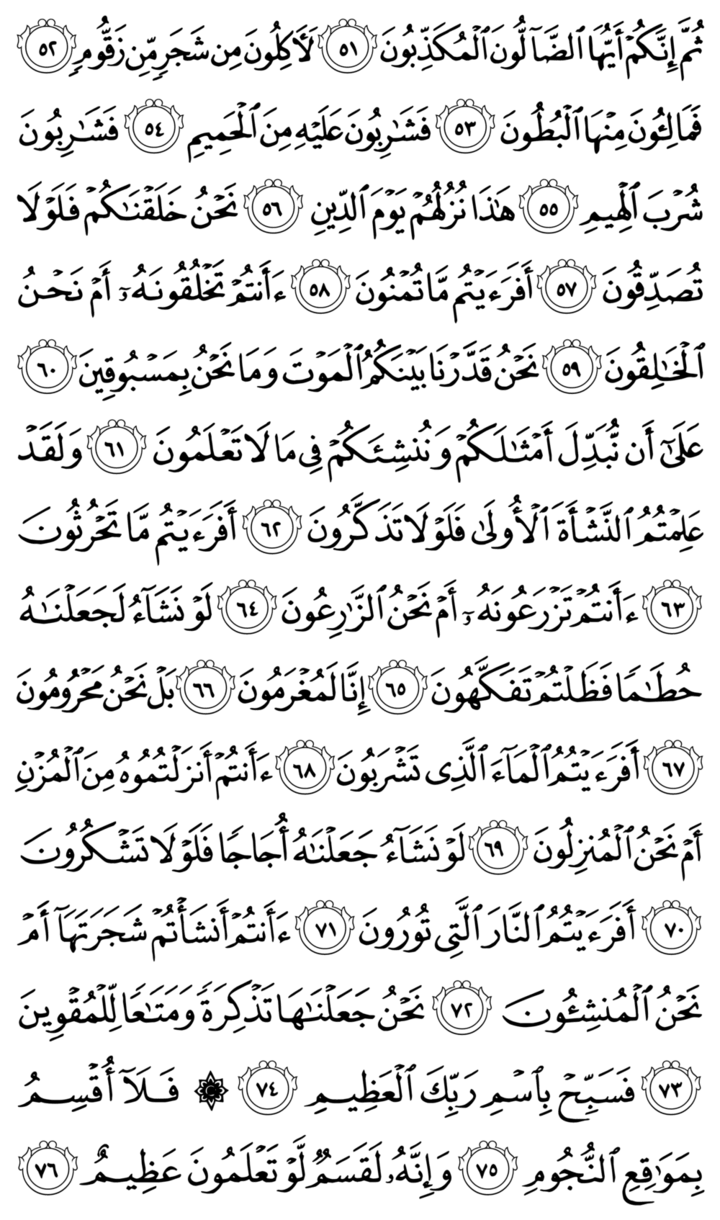 ثُمَّ إِنَّكُمۡ أَيُّهَا ٱلضَّآلُّونَ ٱلۡمُكَذِّبُونَ ٥١ لَأٓكِلُونَ مِن شَجَرٖ مِّن زَقُّومٖ ٥٢
فَمَالِـُٔونَ مِنۡهَا ٱلۡبُطُونَ ٥٣ فَشَٰرِبُونَ عَلَيۡهِ مِنَ ٱلۡحَمِيمِ ٥٤ فَشَٰرِبُونَ
شُرۡبَ ٱلۡهِيمِ ٥٥ هَٰذَا نُزُلُهُمۡ يَوۡمَ ٱلدِّينِ ٥٦ نَحۡنُ خَلَقۡنَٰكُمۡ فَلَوۡلَا
تُصَدِّقُونَ ٥٧ أَفَرَءَيۡتُم مَّا تُمۡنُونَ ٥٨ ءَأَنتُمۡ تَخۡلُقُونَهُۥٓ أَمۡ نَحۡنُ
ٱلۡخَٰلِقُونَ ٥٩ نَحۡنُ قَدَّرۡنَا بَيۡنَكُمُ ٱلۡمَوۡتَ وَمَا نَحۡنُ بِمَسۡبُوقِينَ ٦٠
عَلَىٰٓ أَن نُّبَدِّلَ أَمۡثَٰلَكُمۡ وَنُنشِئَكُمۡ فِي مَا لَا تَعۡلَمُونَ ٦١ وَلَقَدۡ
عَلِمۡتُمُ ٱلنَّشۡأَةَ ٱلۡأُولَىٰ فَلَوۡلَا تَذَكَّرُونَ ٦٢ أَفَرَءَيۡتُم مَّا تَحۡرُثُونَ
٦٣ ءَأَنتُمۡ تَزۡرَعُونَهُۥٓ أَمۡ نَحۡنُ ٱلزَّٰرِعُونَ ٦٤ لَوۡ نَشَآءُ لَجَعَلۡنَٰهُ
حُطَٰمٗا فَظَلۡتُمۡ تَفَكَّهُونَ ٦٥ إِنَّا لَمُغۡرَمُونَ ٦٦ بَلۡ نَحۡنُ مَحۡرُومُونَ
٦٧ أَفَرَءَيۡتُمُ ٱلۡمَآءَ ٱلَّذِي تَشۡرَبُونَ ٦٨ ءَأَنتُمۡ أَنزَلۡتُمُوهُ مِنَ ٱلۡمُزۡنِ
أَمۡ نَحۡنُ ٱلۡمُنزِلُونَ ٦٩ لَوۡ نَشَآءُ جَعَلۡنَٰهُ أُجَاجٗا فَلَوۡلَا تَشۡكُرُونَ
٧٠ أَفَرَءَيۡتُمُ ٱلنَّارَ ٱلَّتِي تُورُونَ ٧١ ءَأَنتُمۡ أَنشَأۡتُمۡ شَجَرَتَهَآ أَمۡ
نَحۡنُ ٱلۡمُنشِـُٔونَ ٧٢ نَحۡنُ جَعَلۡنَٰهَا تَذۡكِرَةٗ وَمَتَٰعٗا لِّلۡمُقۡوِينَ
٧٣ فَسَبِّحۡ بِٱسۡمِ رَبِّكَ ٱلۡعَظِيمِ ٧٤ ۞ فَلَآ أُقۡسِمُ
بِمَوَٰقِعِ ٱلنُّجُومِ ٧٥ وَإِنَّهُۥ لَقَسَمٞ لَّوۡ تَعۡلَمُونَ عَظِيمٌ ٧٦